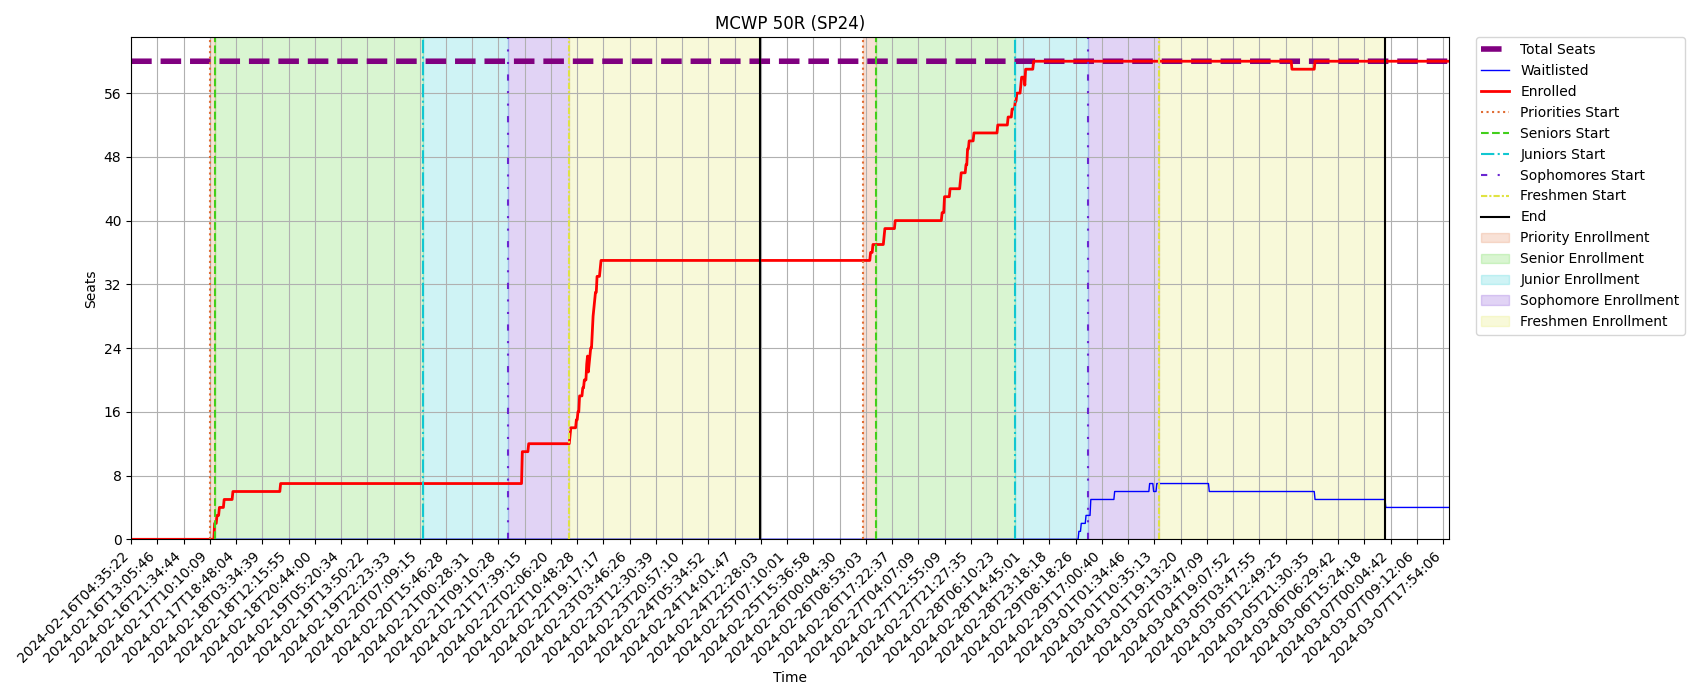 MCWP 50R (SP24)
Total Seats
Waitlisted
Enrolled
Priorities Start
Seniors Start
Juniors Start
Sophomores Start
Freshmen Start
End
Priority Enrollment
Senior Enrollment
Junior Enrollment
Sophomore Enrollment
Freshmen Enrollment
Seats
56
48
40
32
24
16
8
0
2024-02-16T04:35:22
2024-02-16T13:05:46
2024-02-16T21:34:44
2024-02-17T10:10:09
2024-02-17T18:48:04
2024-02-18T03:34:39
2024-02-18T12:15:55
2024-02-18T20:44:00
2024-02-19T05:20:34
2024-02-19T13:50:22
2024-02-19T22:23:33
2024-02-20T07:09:15
2024-02-20T15:46:28
2024-02-21T00:28:31
2024-02-21T09:10:28
2024-02-21T17:39:15
2024-02-22T02:06:20
2024-02-22T10:48:28
2024-02-22T19:17:17
2024-02-23T03:46:26
2024-02-23T12:30:39
2024-02-23T20:57:10
2024-02-24T05:34:52
2024-02-24T14:01:47
2024-02-24T22:28:03
2024-02-25T07:10:01
2024-02-25T15:36:58
2024-02-26T00:04:30
2024-02-26T08:53:03
2024-02-26T17:22:37
2024-02-27T04:07:09
2024-02-27T12:55:09
2024-02-27T21:27:35
2024-02-28T06:10:23
2024-02-28T14:45:01
2024-02-28T23:18:18
2024-02-29T08:18:26
2024-02-29T17:00:40
2024-03-01T01:34:46
2024-03-01T10:35:13
2024-03-01T19:13:20
2024-03-02T03:47:09
2024-03-04T19:07:52
2024-03-05T03:47:55
2024-03-05T12:49:25
2024-03-05T21:30:35
2024-03-06T06:29:42
2024-03-06T15:24:18
2024-03-07T00:04:42
2024-03-07T09:12:06
2024-03-07T17:54:06
Time